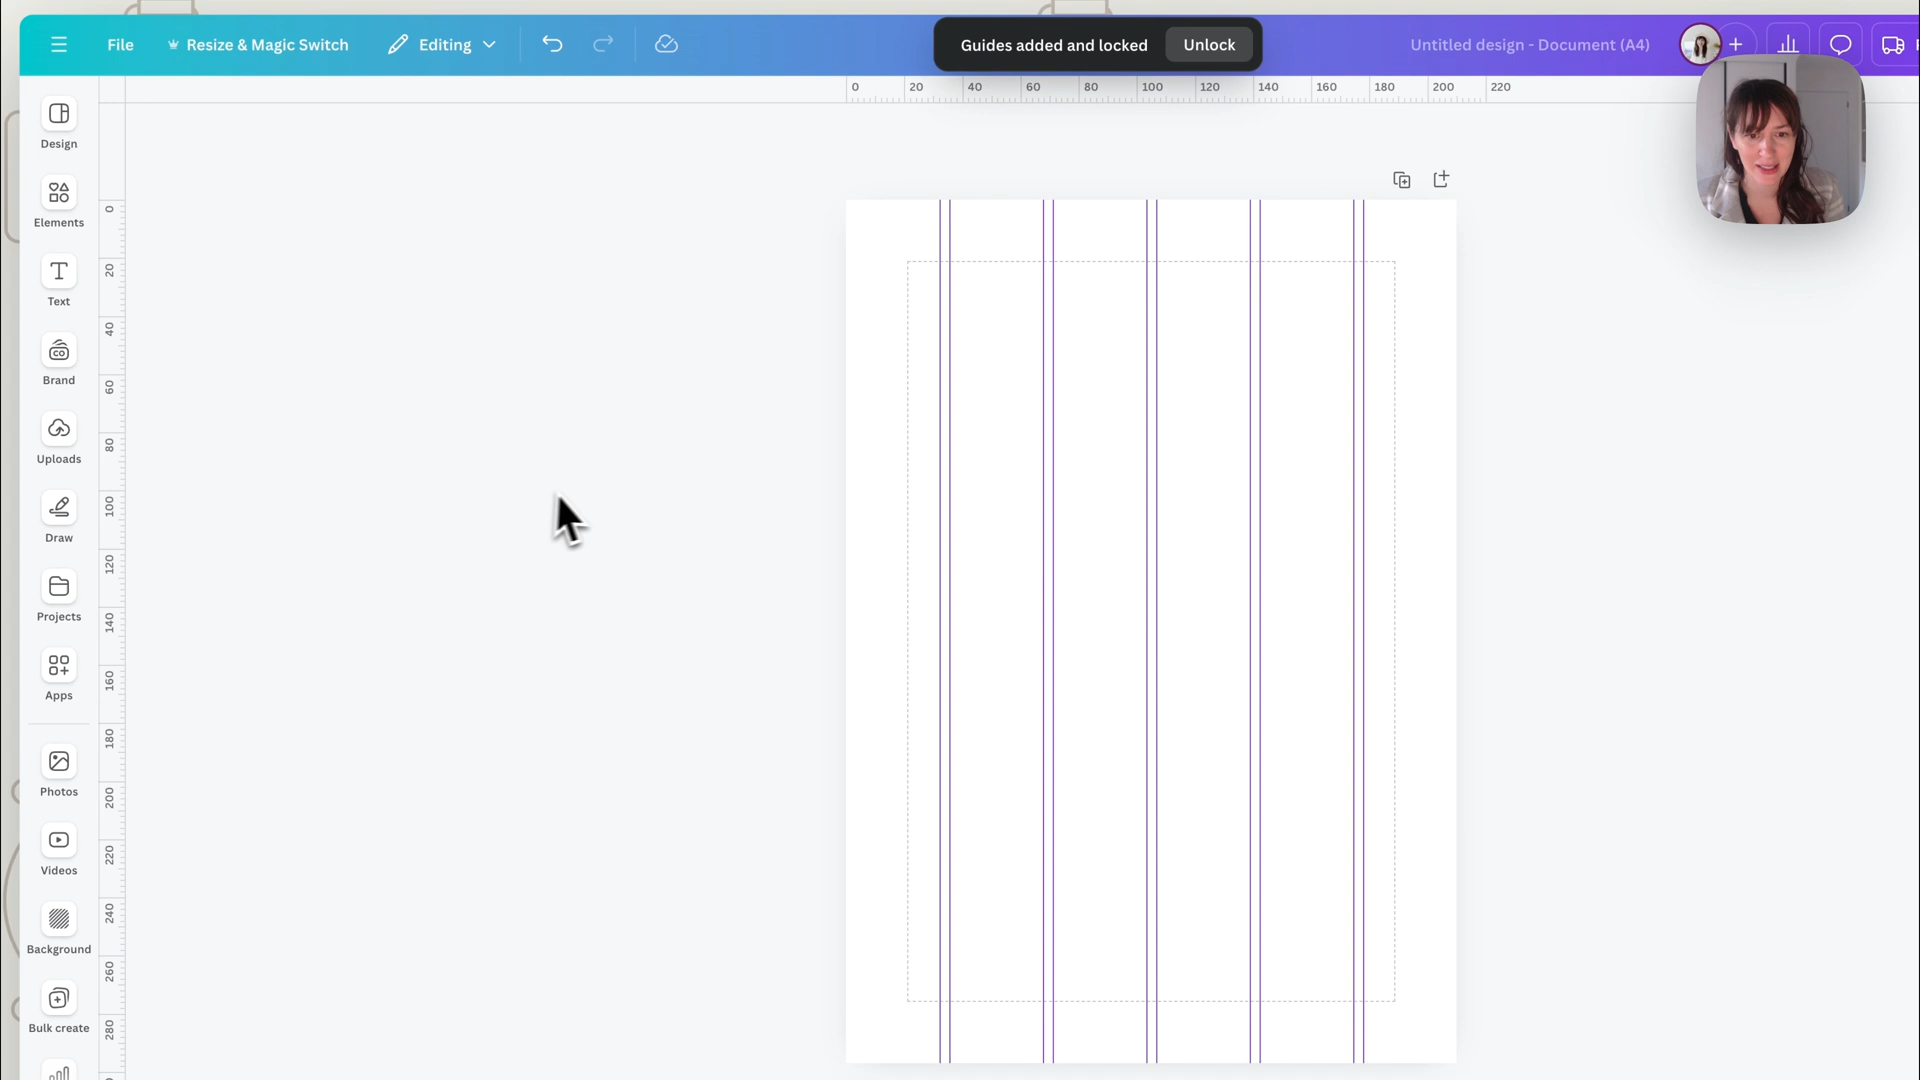 File
Resize & Magic Switch
Editing
Guides added and locked
Unlock
Untitled design - Document (A4)
0 20 40 60 80 100 120 140 160 180 200 220
Design
Elements
Text
Brand
Uploads
Draw
Projects
Apps
Photos
Videos
Background
Bulk create
0
20
40
60
80
100
120
140
160
180
200
220
240
260
280